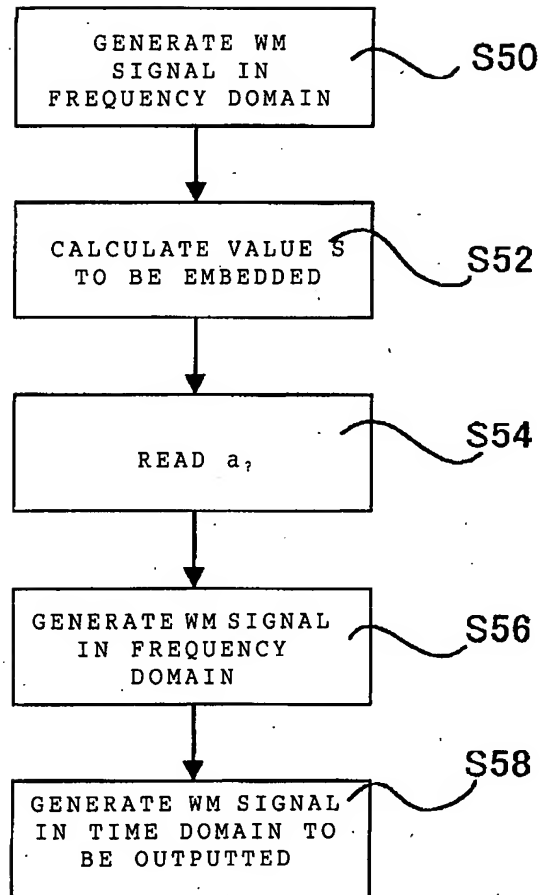 GENERATE WM
SIGNAL IN
FREQUENCY DOMAIN
S50
CALCULATE VALUE S
TO BE EMBEDDED
S52
READ a?
S54
GENERATE WM SIGNAL
IN FREQUENCY
DOMAIN
S56
GENERATE WM SIGNAL
IN TIME DOMAIN TO
BE OUTPUTTED
S58